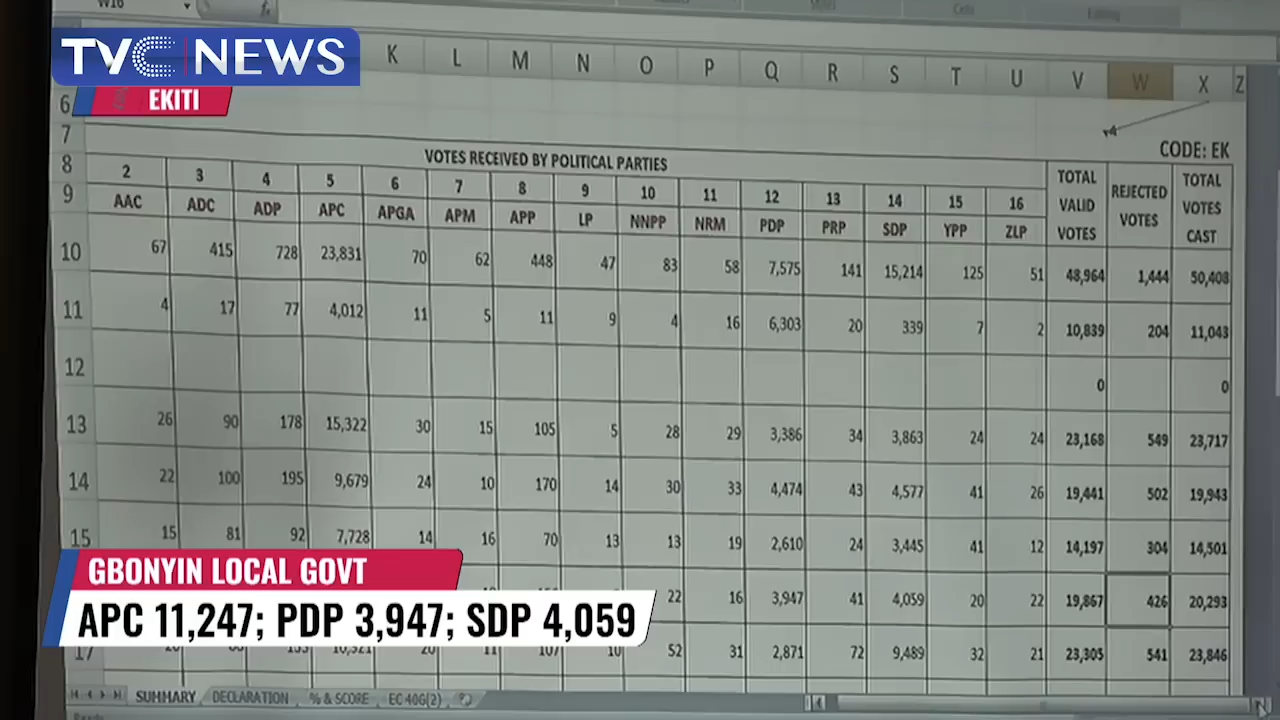 W16
TVC NEWS
EKITI
K L M N O P Q R S T U V W X Z
6
7
CODE: EK
8 VOTES RECEIVED BY POLITICAL PARTIES
2 3 4 5 6 7 8 9 10 11 12 13 14 15 16 TOTAL VALID VOTES REJECTED VOTES TOTAL VOTES CAST
9 AAC ADC ADP APC APGA APM APP LP NNPP NRM PDP PRP SDP YPP ZLP
10 67 415 728 23,831 70 62 448 47 83 58 7,575 141 15,214 125 51 48,964 1,444 50,408
11 4 17 77 4,012 11 5 11 9 4 16 6,303 20 339 7 2 10,839 204 11,043
12 0 0
13 26 90 178 15,322 30 15 105 5 28 29 3,386 34 3,863 24 24 23,168 549 23,717
14 22 100 195 9,679 24 10 170 14 30 33 4,474 43 4,577 41 26 19,441 502 19,943
15 15 81 92 7,728 14 16 70 13 13 19 2,610 24 3,445 41 12 14,197 304 14,501
GBONYIN LOCAL GOVT
22 16 3,947 41 4,059 20 22 19,867 426 20,293
APC 11,247; PDP 3,947; SDP 4,059
17 52 31 2,871 72 9,489 32 21 23,305 541 23,846
SUMMARY DECLARATION % & SCORE EC 40G(2)